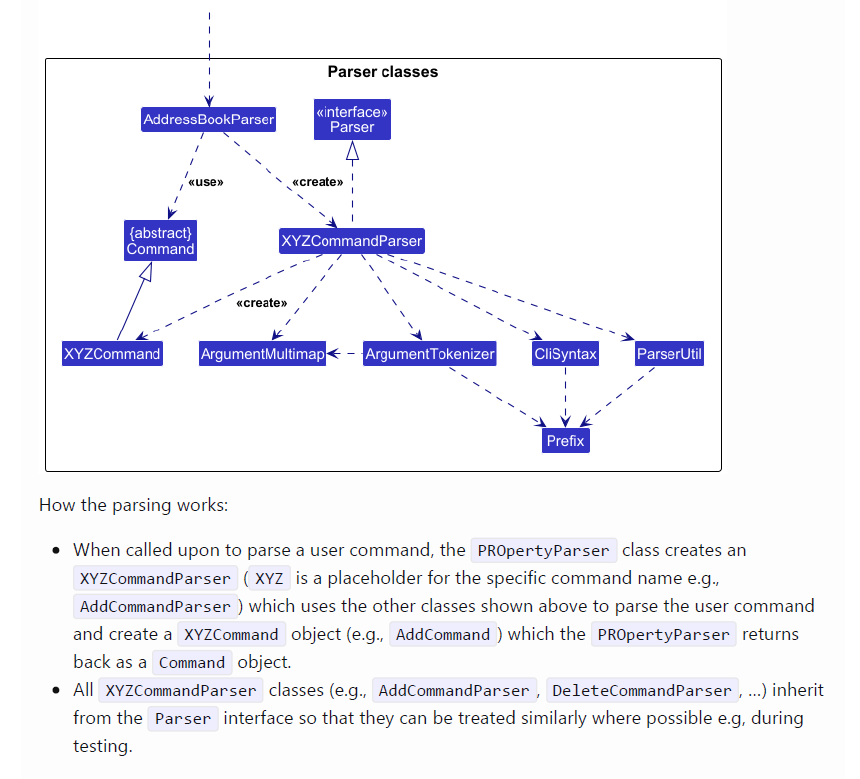 Parser classes
AddressBookParser
«interface»
Parser
«use»
«create»
{abstract}
Command
XYZCommandParser
«create»
XYZCommand
ArgumentMultimap
ArgumentTokenizer
CliSyntax
ParserUtil
Prefix
How the parsing works:
• When called upon to parse a user command, the PROpertyParser class creates an
XYZCommandParser ( XYZ is a placeholder for the specific command name e.g.,
AddCommandParser ) which uses the other classes shown above to parse the user command
and create a XYZCommand object (e.g., AddCommand ) which the PROpertyParser returns
back as a Command object.
• All XYZCommandParser classes (e.g., AddCommandParser , DeleteCommandParser , ...) inherit
from the Parser interface so that they can be treated similarly where possible e.g, during
testing.